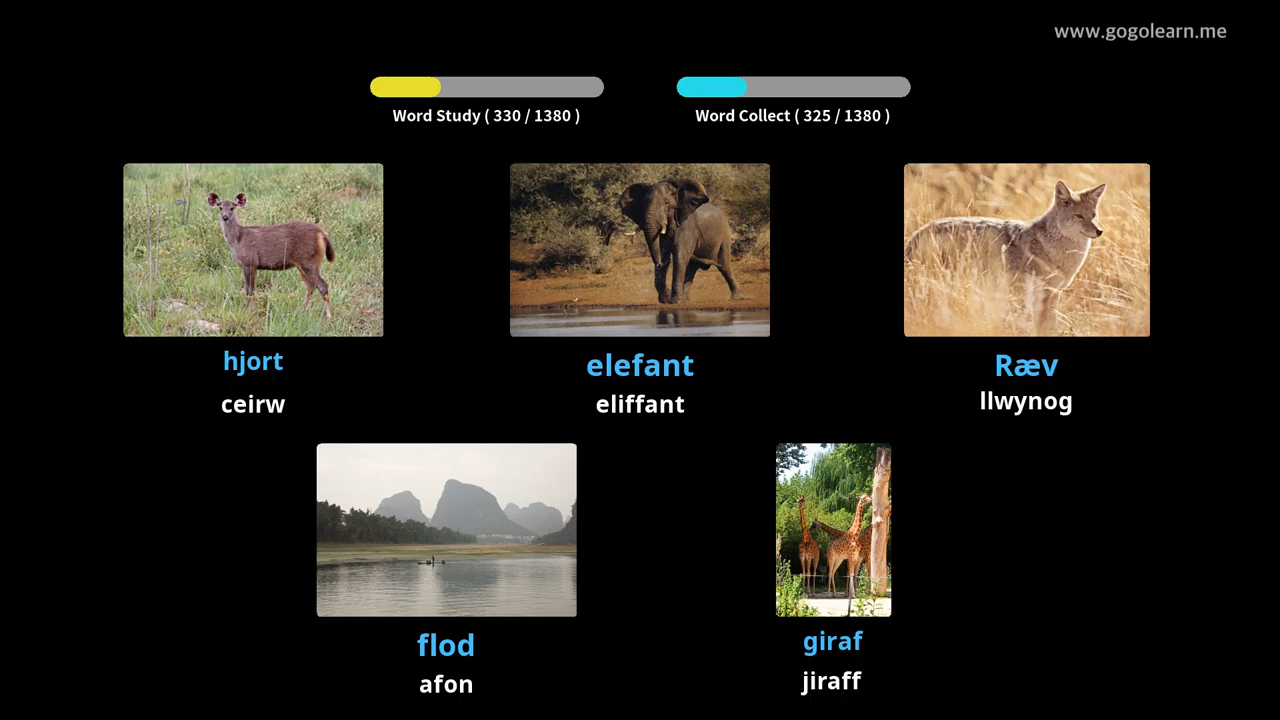 www.gogolearn.me
Word Study ( 330 / 1380 )
Word Collect ( 325 / 1380 )
hjort
ceirw
elefant
eliffant
Ræv
llwynog
flod
afon
giraf
jiraff